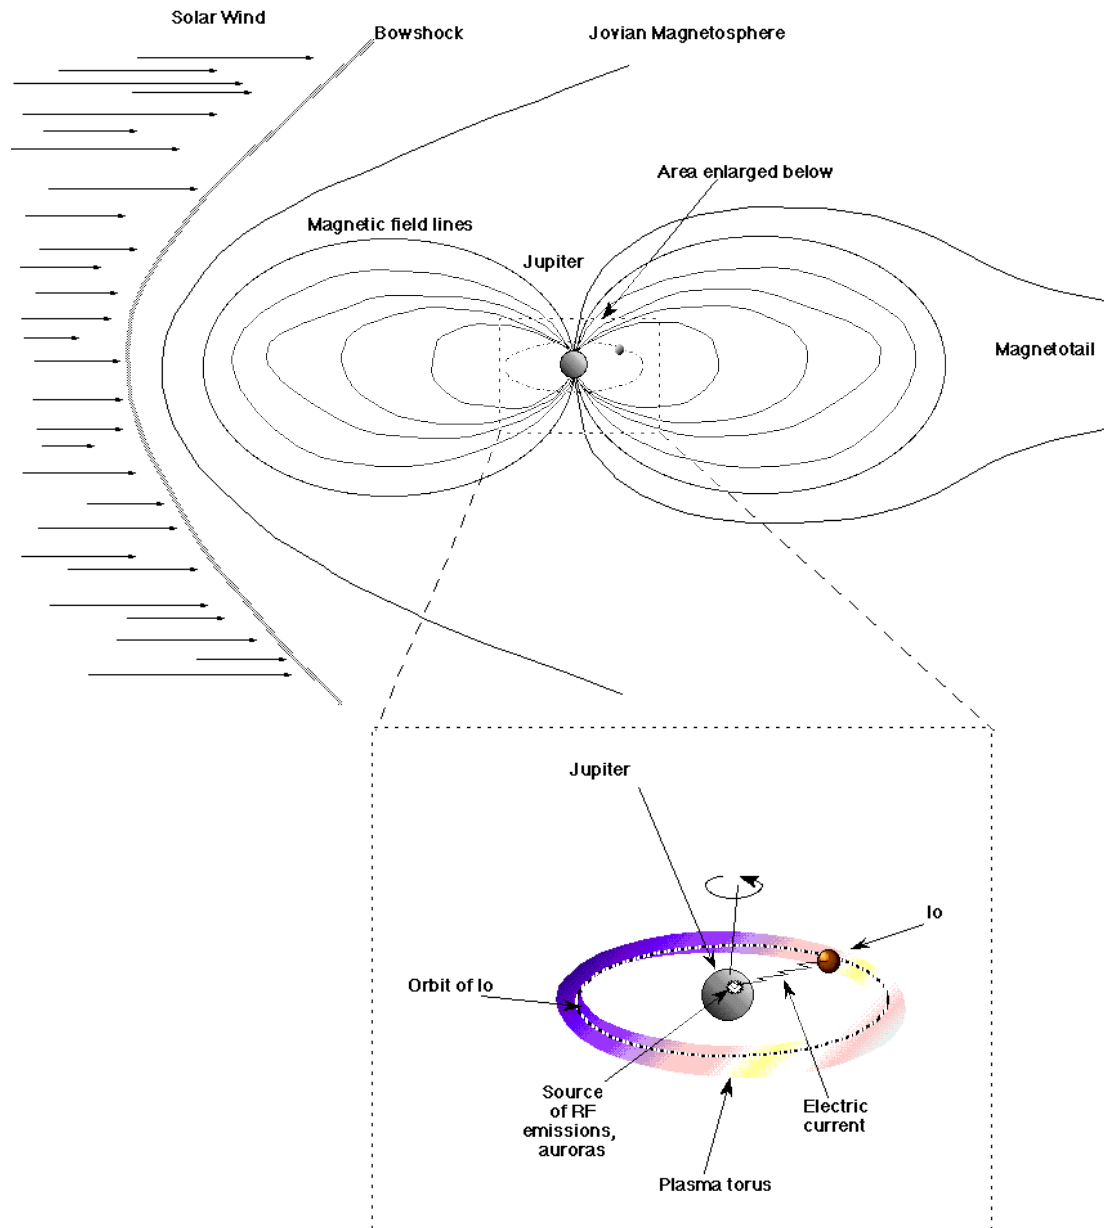 Solar Wind
Bowshock
Jovian Magnetosphere
Area enlarged below
Magnetic field lines
Jupiter
Magnetotail
Jupiter
Io
Orbit of Io
Source
of RF
emissions,
auroras
Electric
current
Plasma torus